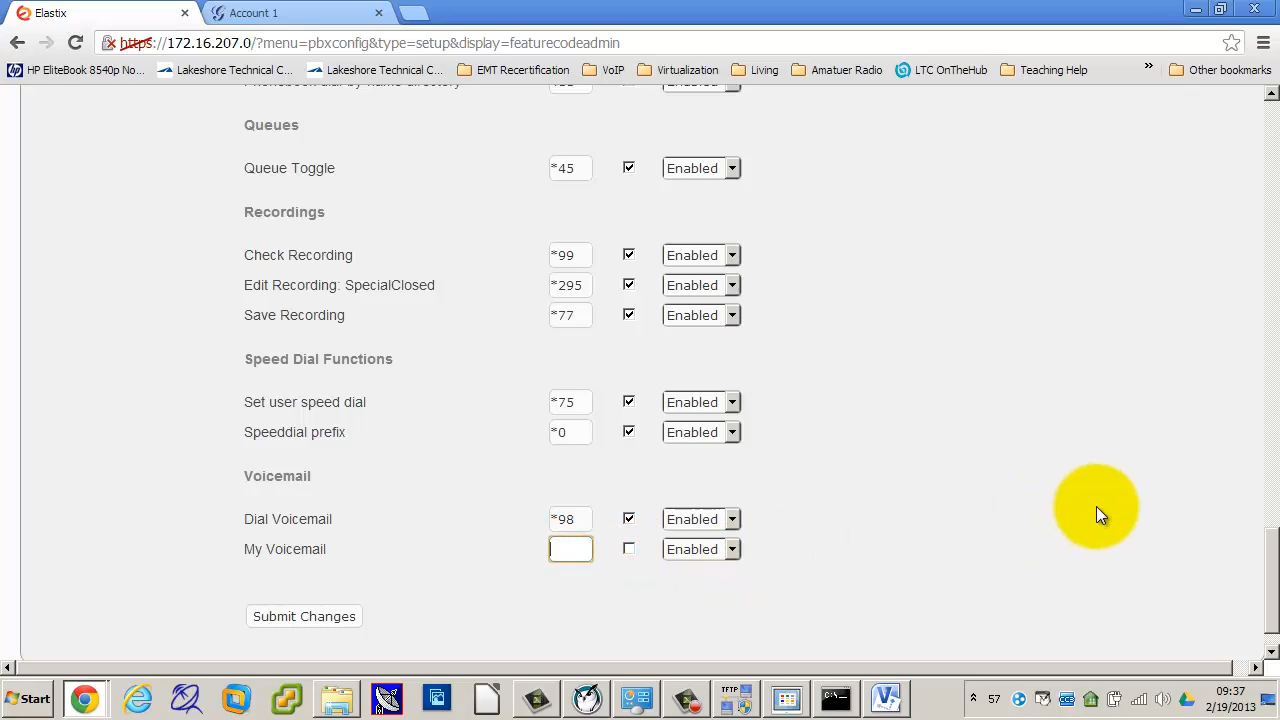 Elastix
Account 1
https://172.16.207.0/?menu=pbxconfig&type=setup&display=featurecodeadmin
HP EliteBook 8540p No... Lakeshore Technical C... Lakeshore Technical C... EMT Recertification VoIP Virtualization Living Amatuer Radio LTC OnTheHub Teaching Help » Other bookmarks
Queues
Queue Toggle *45 Enabled
Recordings
Check Recording *99 Enabled
Edit Recording: SpecialClosed *295 Enabled
Save Recording *77 Enabled
Speed Dial Functions
Set user speed dial *75 Enabled
Speeddial prefix *0 Enabled
Voicemail
Dial Voicemail *98 Enabled
My Voicemail Enabled
Submit Changes
Start TFTP 57 09:37
2/19/2013